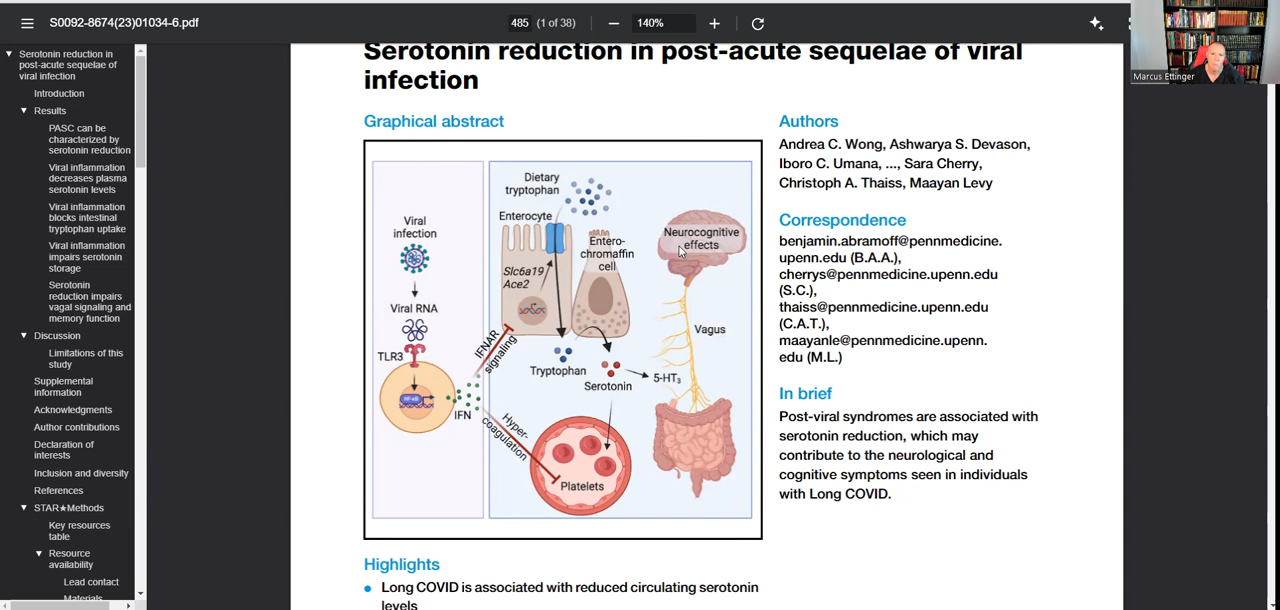 S0092-8674(23)01034-6.pdf
485 (1 of 38)
140%
Marcus Ettinger
Serotonin reduction in
post-acute sequelae of
viral infection
Introduction
Results
PASC can be
characterized by
serotonin reduction
Viral inflammation
decreases plasma
serotonin levels
Viral inflammation
blocks intestinal
tryptophan uptake
Viral inflammation
impairs serotonin
storage
Serotonin
reduction impairs
vagal signaling and
memory function
Discussion
Limitations of this
study
Supplemental
information
Acknowledgments
Author contributions
Declaration of
interests
Inclusion and diversity
References
STAR★Methods
Key resources
table
Resource
availability
Lead contact
Materials
Serotonin reduction in post-acute sequelae of viral
infection
Graphical abstract
Viral
infection
Viral RNA
TLR3
NF-κB
IFN
IFNAR
signaling
Hyper-
coagulation
Dietary
tryptophan
Enterocyte
Slc6a19
Ace2
Entero-
chromaffin
cell
Tryptophan
Serotonin
5-HT3
Platelets
Neurocognitive
effects
Vagus
Highlights
● Long COVID is associated with reduced circulating serotonin
levels
Authors
Andrea C. Wong, Ashwarya S. Devason,
Iboro C. Umana, ..., Sara Cherry,
Christoph A. Thaiss, Maayan Levy
Correspondence
benjamin.abramoff@pennmedicine.
upenn.edu (B.A.A.),
cherrys@pennmedicine.upenn.edu
(S.C.),
thaiss@pennmedicine.upenn.edu
(C.A.T.),
maayanle@pennmedicine.upenn.
edu (M.L.)
In brief
Post-viral syndromes are associated with
serotonin reduction, which may
contribute to the neurological and
cognitive symptoms seen in individuals
with Long COVID.